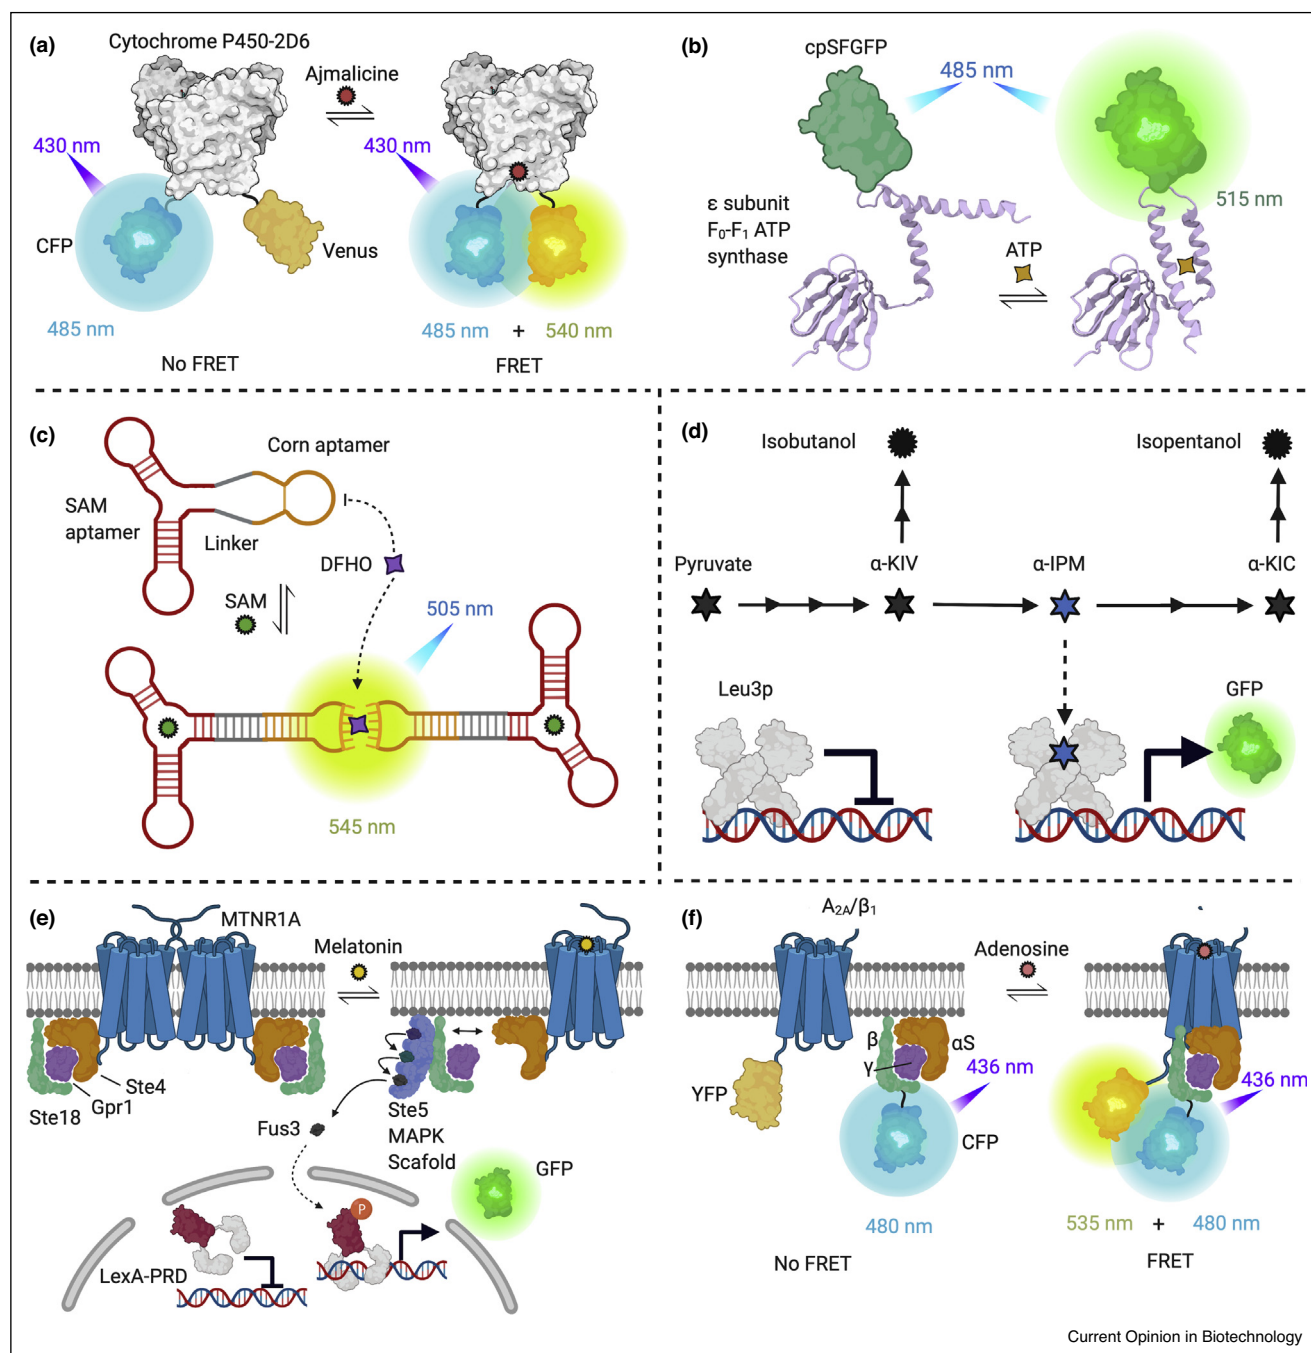 (a)
Cytochrome P450-2D6
Ajmalicine
430 nm
430 nm
CFP
Venus
485 nm
485 nm + 540 nm
No FRET
FRET
(b)
cpSFGFP
485 nm
515 nm
ε subunit
F₀-F₁ ATP
synthase
ATP
(c)
Corn aptamer
SAM
aptamer
Linker
DFHO
SAM
505 nm
545 nm
(d)
Isobutanol
Isopentanol
Pyruvate
α-KIV
α-IPM
α-KIC
Leu3p
GFP
(e)
MTNR1A
Melatonin
Ste4
Gpr1
Ste18
Ste5
MAPK
Scafold
Fus3
GFP
P
LexA-PRD
(f)
A₂A/β₁
Adenosine
β
αS
γ
436 nm
436 nm
YFP
CFP
480 nm
535 nm + 480 nm
No FRET
FRET
Current Opinion in Biotechnology